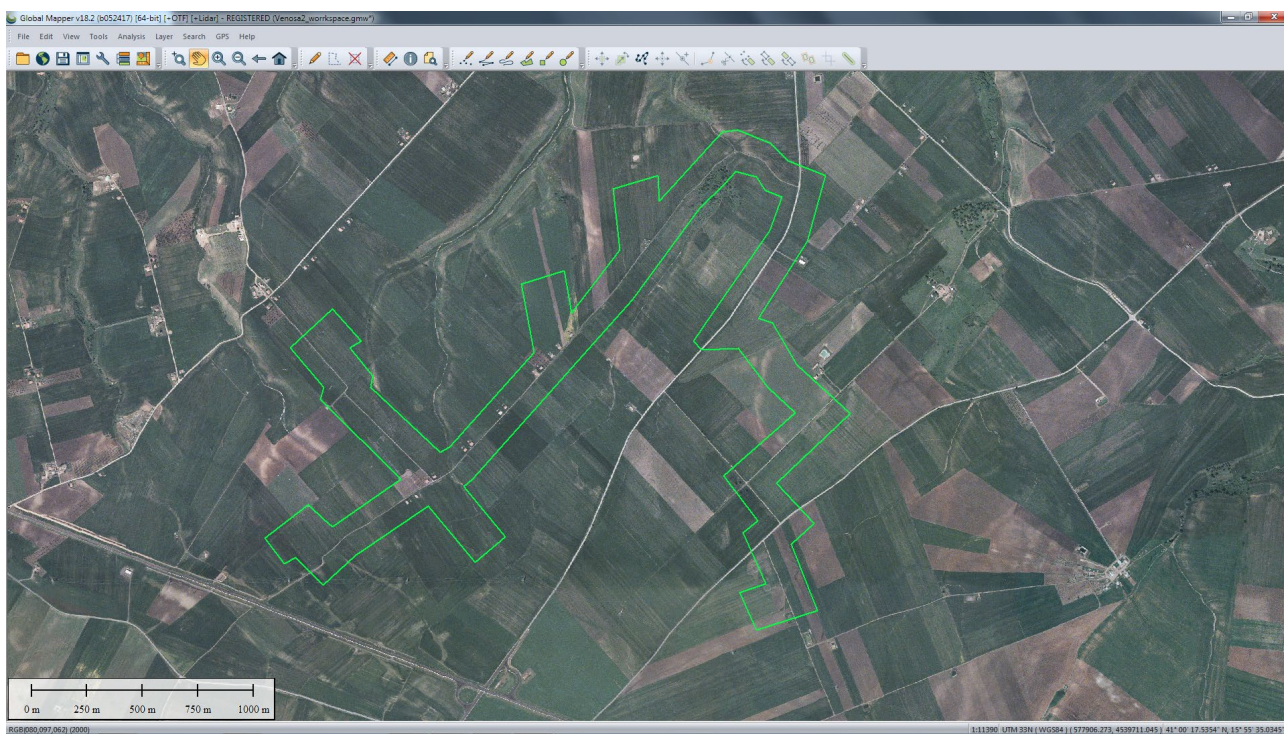 Global Mapper v18.2 (b052417) [64-bit] [+OTF] [+Lidar] - REGISTERED (Venosa2_worrkspace.gmw*)
File Edit View Tools Analysis Layer Search GPS Help
0 m 250 m 500 m 750 m 1000 m
RGB(080,097,062) (2000) 1:11390 UTM 33N ( WGS84 ) ( 577906.273, 4539711.045 ) 41° 00' 17.5354" N, 15° 55' 35.0345"